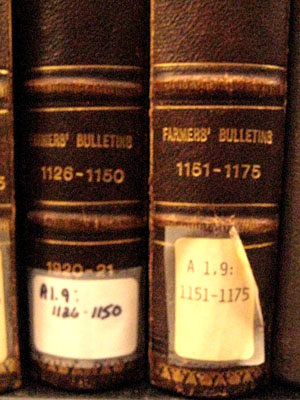 FARMERS' BULLETINS
1126-1150
1920-21
A1.9:
1126-1150
FARMERS' BULLETINS
1151-1175
A 1.9:
1151-1175